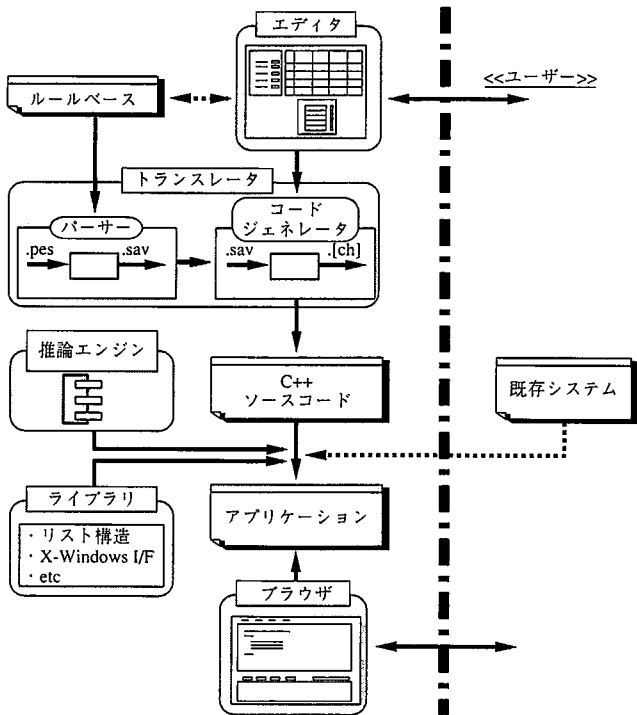 エディタ
<<ユーザー>>
ルールベース
トランスレータ
パーサー
コード
ジェネレータ
.pes
.sav
.sav
.[ch]
推論エンジン
C++
ソースコード
既存システム
ライブラリ
・リスト構造
・X-Windows I/F
・etc
アプリケーション
ブラウザ